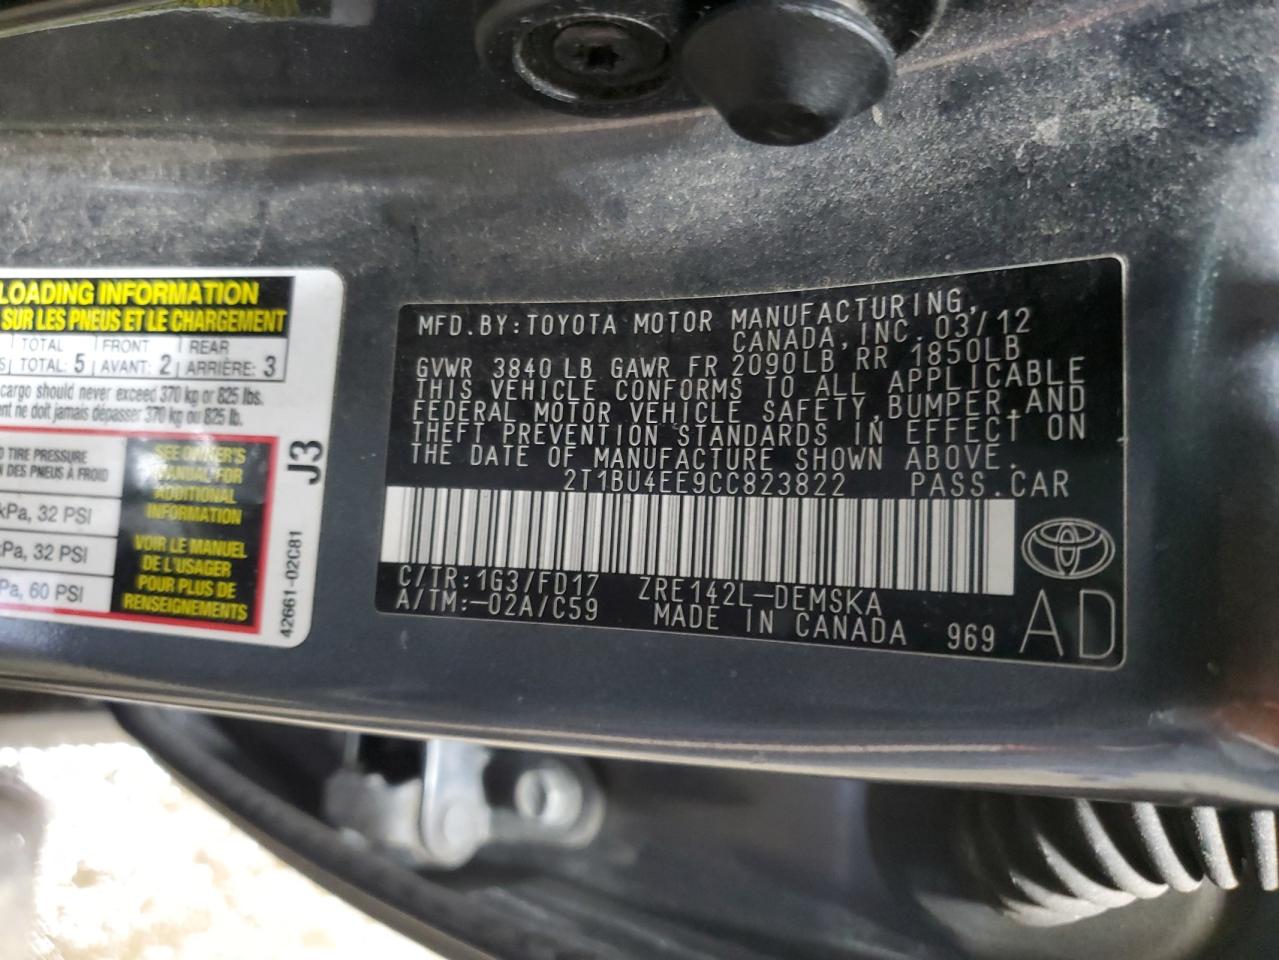 LOADING INFORMATION
SUR LES PNEUS ET LE CHARGEMENT
TOTAL FRONT REAR
TOTAL: 5 AVANT: 2 ARRIÈRE: 3
cargo should never exceed 370 kg or 825 lbs.
ne doit jamais dépasser 370 kg ou 825 lb.
TIRE PRESSURE
DES PNEUS À FROID
kPa, 32 PSI
kPa, 32 PSI
kPa, 60 PSI
SEE OWNER'S
MANUAL FOR
ADDITIONAL
INFORMATION
VOIR LE MANUEL
DE L'USAGER
POUR PLUS DE
RENSEIGNEMENTS
J3
42661-02C81
MFD. BY: TOYOTA MOTOR MANUFACTURING,
CANADA, INC. 03/12
GVWR 3840 LB GAWR FR 2090LB RR 1850LB
THIS VEHICLE CONFORMS TO ALL APPLICABLE
FEDERAL MOTOR VEHICLE SAFETY, BUMPER, AND
THEFT PREVENTION STANDARDS IN EFFECT ON
THE DATE OF MANUFACTURE SHOWN ABOVE.
2T1BU4EE9CC823822 PASS. CAR
C/TR: 1G3/FD17 ZRE142L-DEMSKA
A/TM:-02A/C59 MADE IN CANADA 969 AD